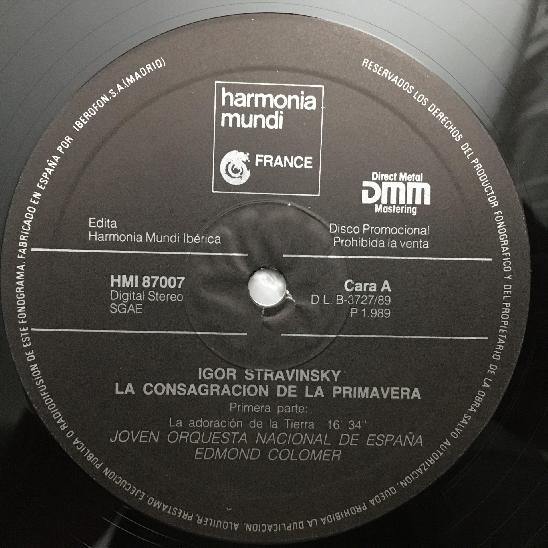 harmonia
mundi
FRANCE
Direct Metal
DMM
Mastering
Edita
Harmonia Mundi Ibérica
Disco Promocional
Prohibida la venta
HMI 87007
Digital Stereo
SGAE
Cara A
D L. B-3727/89
P 1.989
IGOR STRAVINSKY
LA CONSAGRACION DE LA PRIMAVERA
Primera parte:
La adoración de la Tierra 16' 34"
JOVEN ORQUESTA NACIONAL DE ESPAÑA
EDMOND COLOMER
RESERVADOS LOS DERECHOS DEL PRODUCTOR FONOGRAFICO Y DEL PROPIETARIO DE LA OBRA SALVO AUTORIZACION. QUEDA PROHIBIDA LA DUPLICACION, ALQUILER, PRESTAMO EJECUCION PUBLICA O RADIODIFUSION DE ESTE FONOGRAMA. FABRICADO EN ESPAÑA POR IBEROFON, S.A. (MADRID)